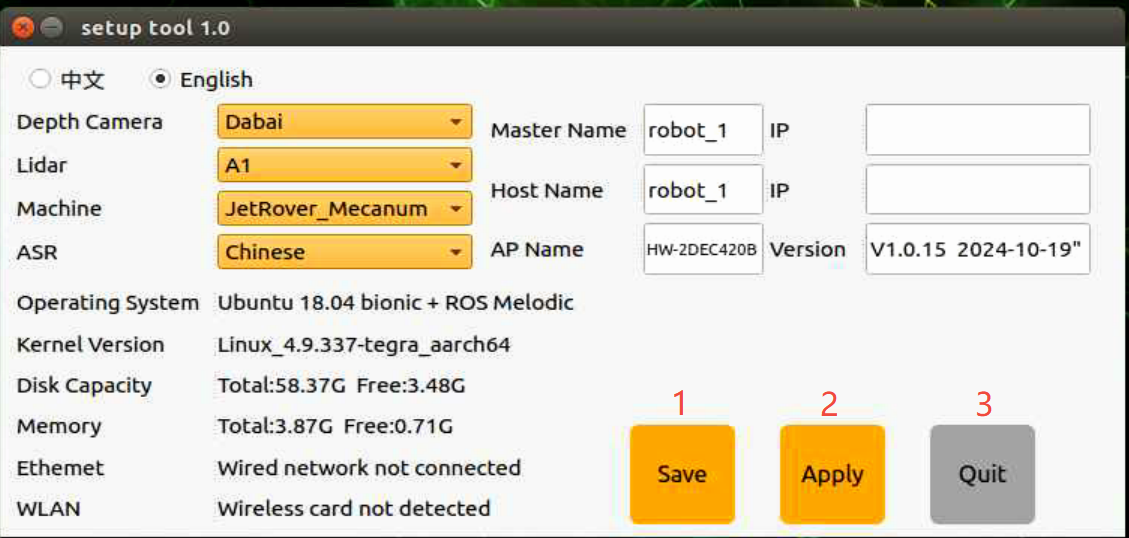 setup tool 1.0
中文 English
Depth Camera Dabai
Lidar A1
Machine JetRover_Mecanum
ASR Chinese
Master Name robot_1 IP
Host Name robot_1 IP
AP Name HW-2DEC420B Version V1.0.15 2024-10-19"
Operating System Ubuntu 18.04 bionic + ROS Melodic
Kernel Version Linux_4.9.337-tegra_aarch64
Disk Capacity Total:58.37G Free:3.48G
Memory Total:3.87G Free:0.71G
Ethemet Wired network not connected
WLAN Wireless card not detected
1 2 3
Save Apply Quit